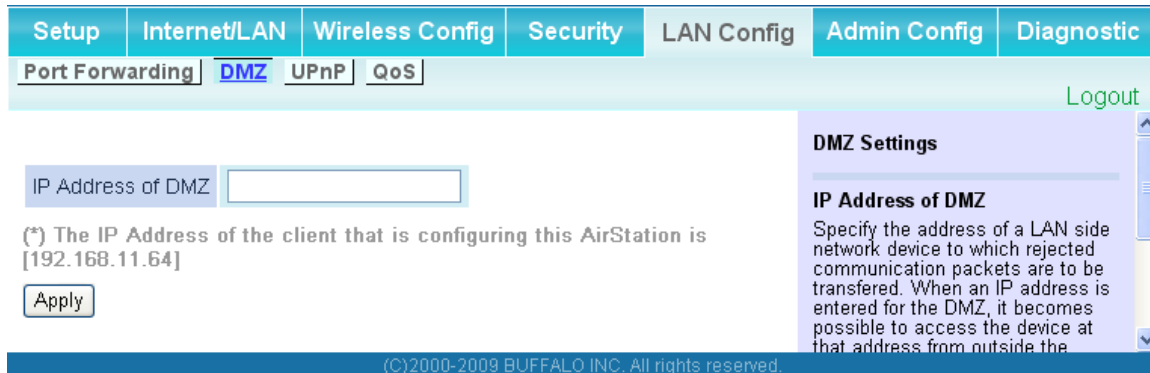 Setup Internet/LAN Wireless Config Security LAN Config Admin Config Diagnostic
Port Forwarding DMZ UPnP QoS
Logout
IP Address of DMZ
(*) The IP Address of the client that is configuring this AirStation is
[192.168.11.64]
Apply
DMZ Settings
IP Address of DMZ
Specify the address of a LAN side
network device to which rejected
communication packets are to be
transfered. When an IP address is
entered for the DMZ, it becomes
possible to access the device at
that address from outside the
(C)2000-2009 BUFFALO INC. All rights reserved.